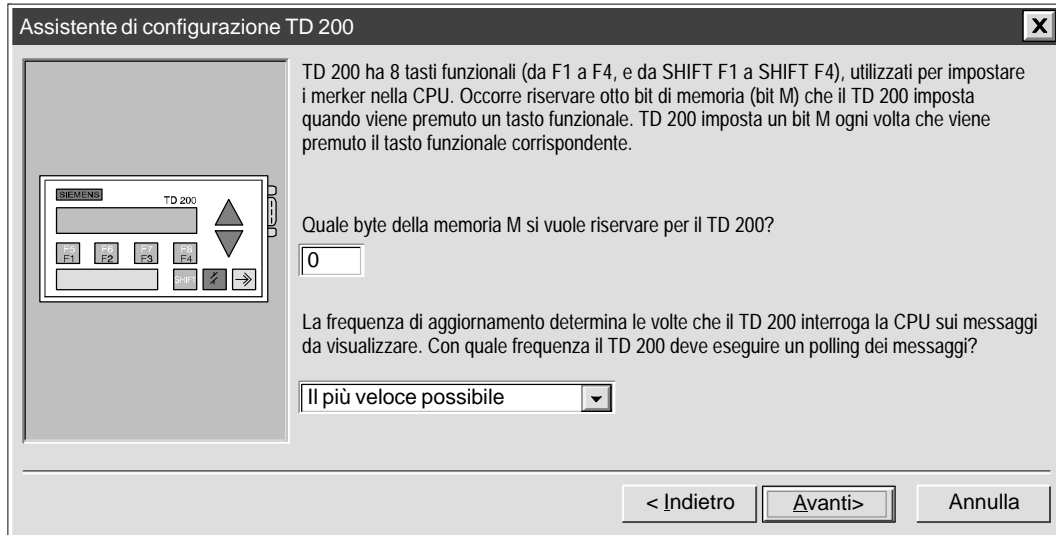 Assistente di configurazione TD 200
X
TD 200 ha 8 tasti funzionali (da F1 a F4, e da SHIFT F1 a SHIFT F4), utilizzati per impostare
i merker nella CPU. Occorre riservare otto bit di memoria (bit M) che il TD 200 imposta
quando viene premuto un tasto funzionale. TD 200 imposta un bit M ogni volta che viene
premuto il tasto funzionale corrispondente.
SIEMENS
TD 200
F5 F6 F7 F8
F1 F2 F3 F4
SHIFT
Quale byte della memoria M si vuole riservare per il TD 200?
0
La frequenza di aggiornamento determina le volte che il TD 200 interroga la CPU sui messaggi
da visualizzare. Con quale frequenza il TD 200 deve eseguire un polling dei messaggi?
Il più veloce possibile
< Indietro
Avanti>
Annulla